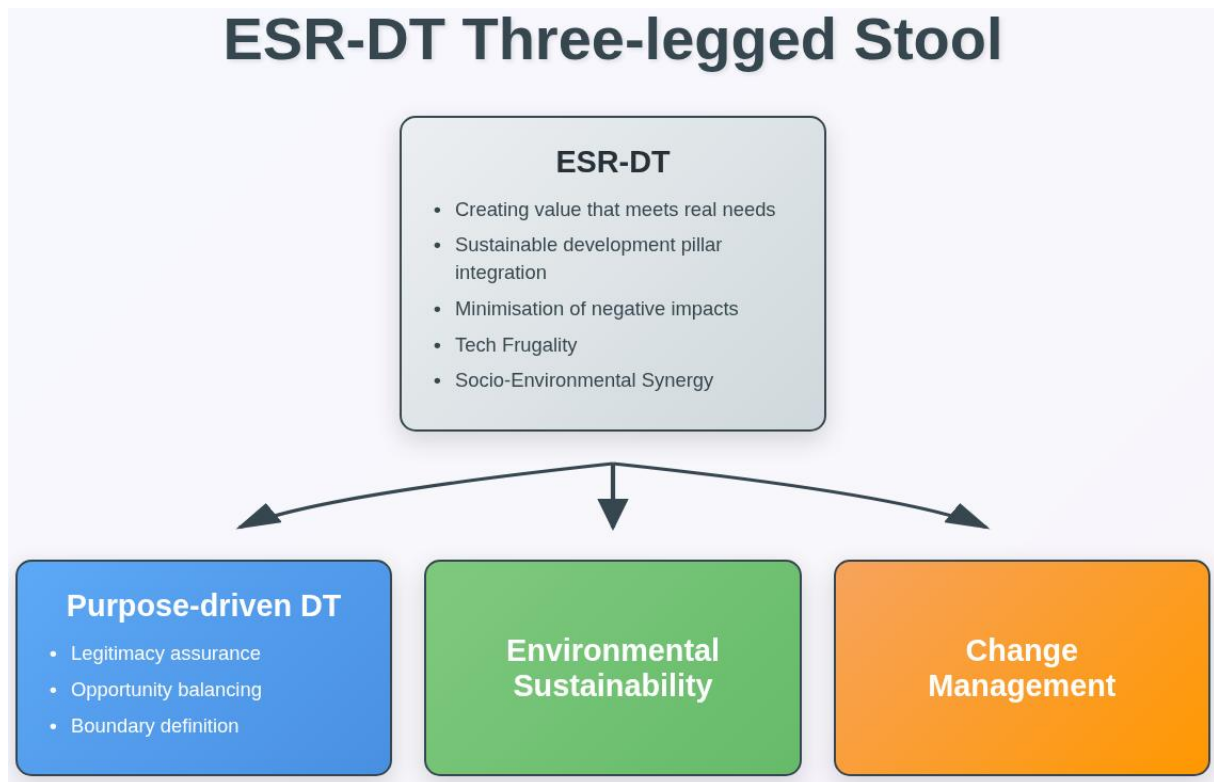 ESR-DT Three-legged Stool
ESR-DT
• Creating value that meets real needs
• Sustainable development pillar
integration
• Minimisation of negative impacts
• Tech Frugality
• Socio-Environmental Synergy
Purpose-driven DT
• Legitimacy assurance
• Opportunity balancing
• Boundary definition
Environmental
Sustainability
Change
Management